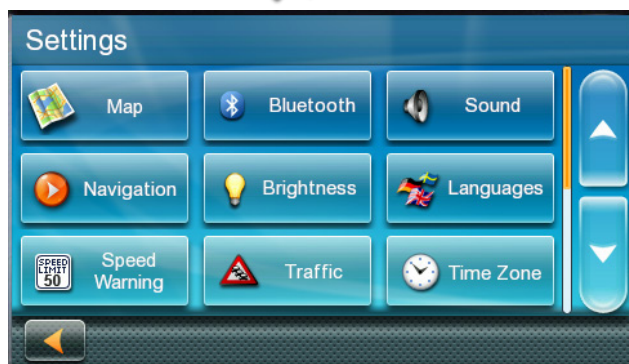 Settings
Map
Bluetooth
Sound
Navigation
Brightness
Languages
SPEED
LIMIT
50
Speed
Warning
Traffic
Time Zone